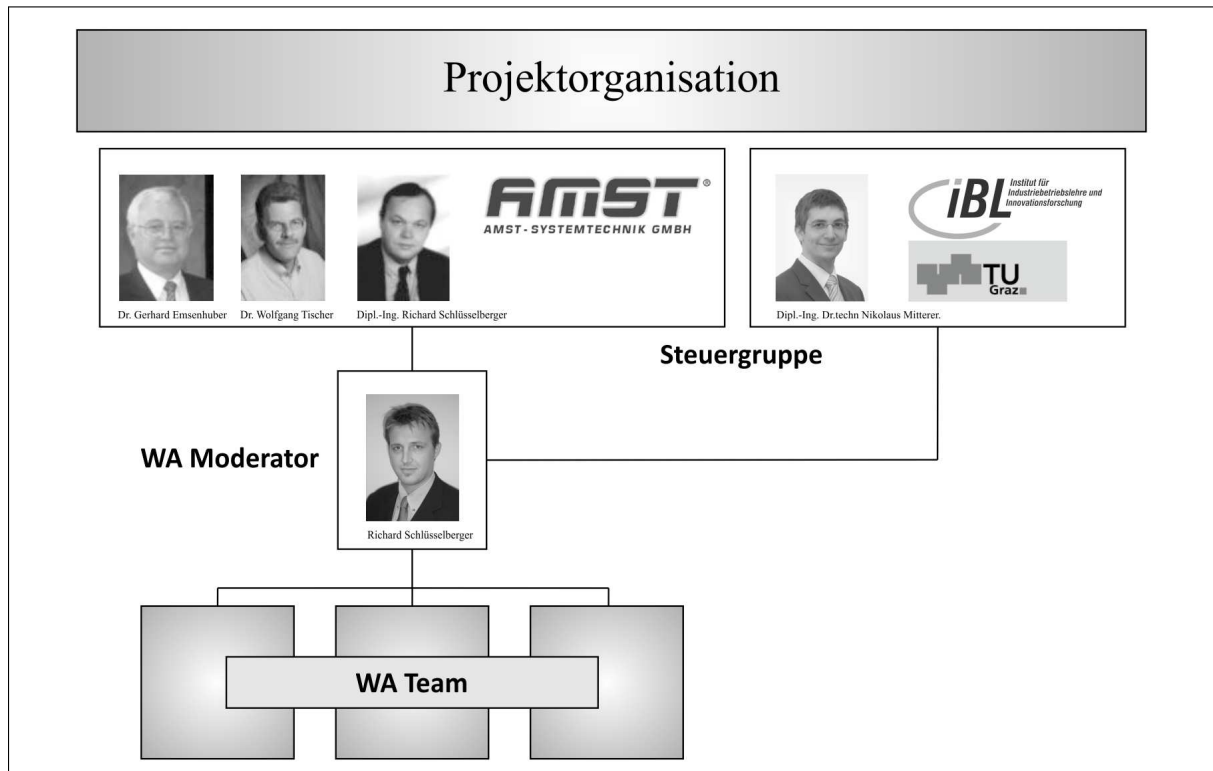 Projektorganisation
AMST®
AMST-SYSTEMTECHNIK GMBH
Dr. Gerhard Emsenhuber
Dr. Wolfgang Tischer
Dipl.-Ing. Richard Schlüsselberger
iBL
Institut für
Industriebetriebslehre und
Innovationsforschung
TU
Graz
Dipl.-Ing. Dr.techn Nikolaus Mitterer.
Steuergruppe
WA Moderator
Richard Schlüsselberger
WA Team